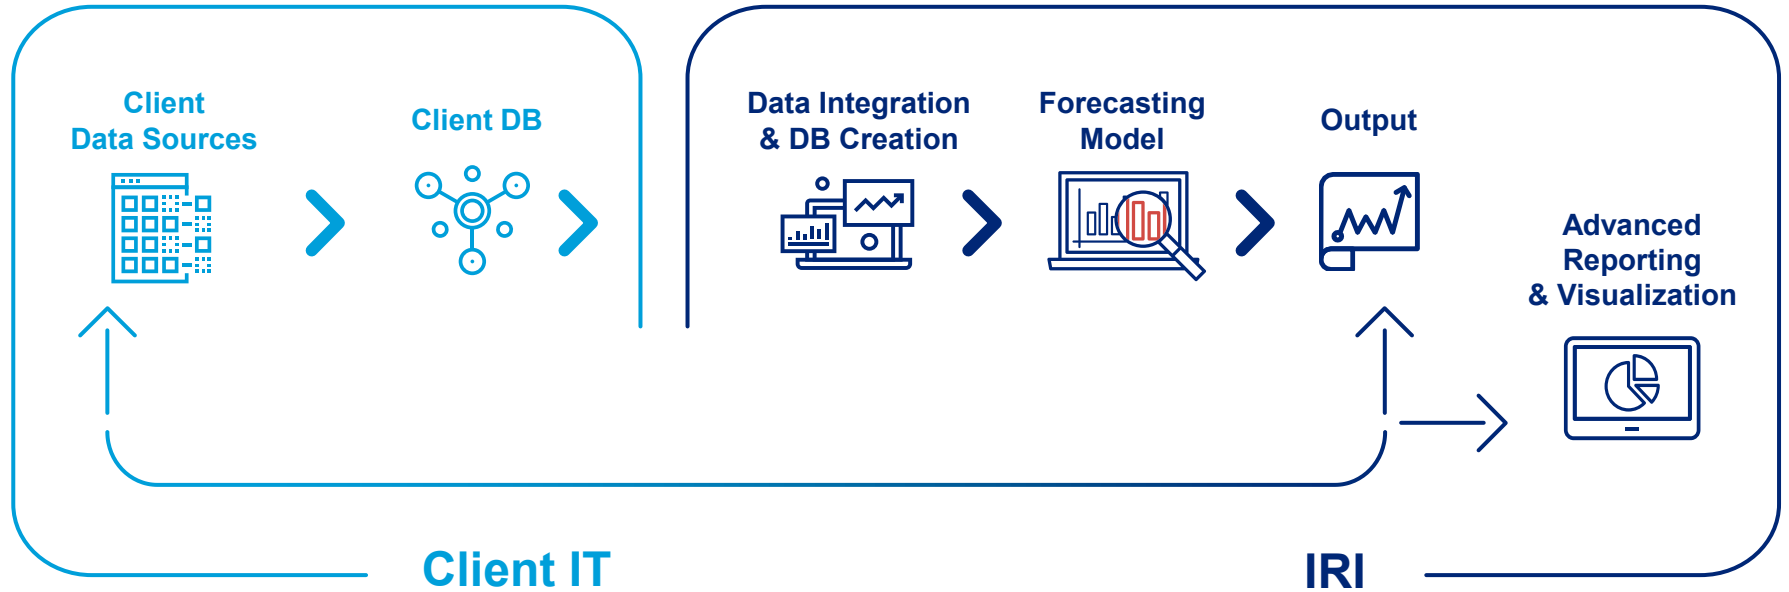 Client
Data Sources
Client DB
Data Integration
& DB Creation
Forecasting
Model
Output
Advanced
Reporting
& Visualization
Client IT
IRI